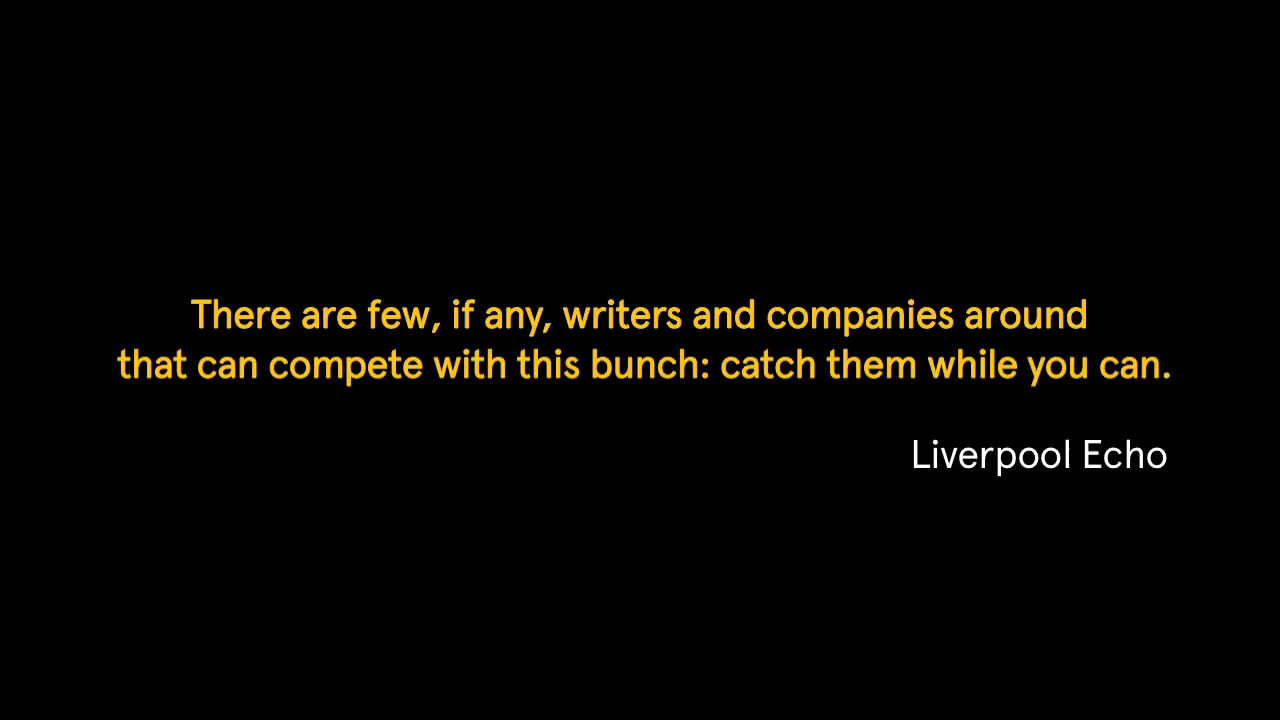 There are few, if any, writers and companies around
that can compete with this bunch: catch them while you can.
Liverpool Echo